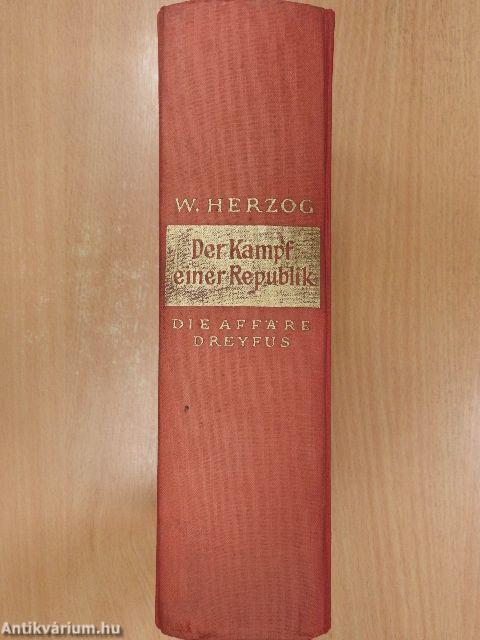 W. HERZOG
Der Kampf
einer Republik
DIE AFFÄRE
DREYFUS
Antikvárium.hu